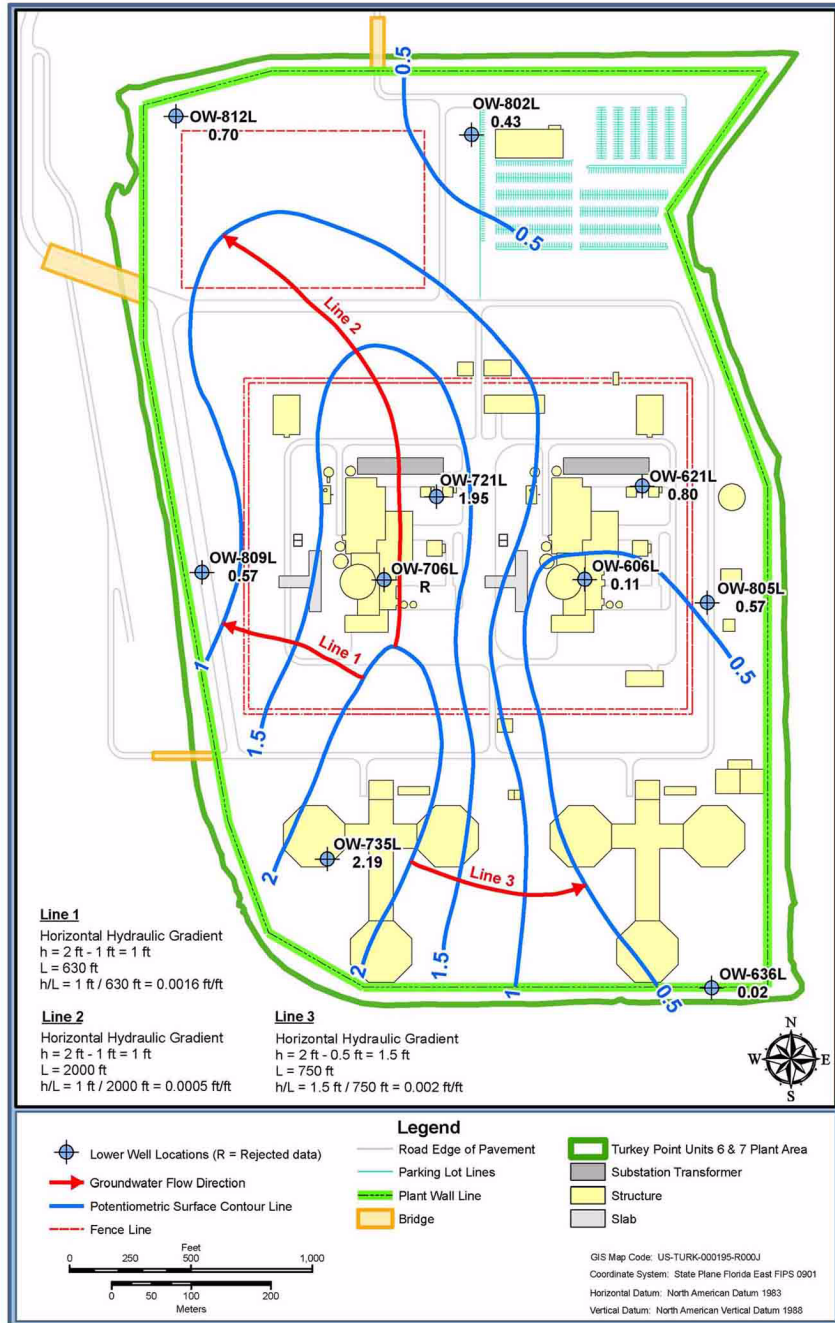 0.5
OW-812L
0.70
OW-802L
0.43
0.5
Line 2
OW-721L
1.95
OW-621L
0.80
OW-809L
0.57
OW-706L
R
OW-606L
0.11
OW-805L
0.57
Line 1
1
0.5
1.5
OW-735L
2.19
2
Line 3
2
1.5
1
0.5
OW-636L
0.02
Line 1
Horizontal Hydraulic Gradient
h = 2 ft - 1 ft = 1 ft
L = 630 ft
h/L = 1 ft / 630 ft = 0.0016 ft/ft
Line 2
Horizontal Hydraulic Gradient
h = 2 ft - 1 ft = 1 ft
L = 2000 ft
h/L = 1 ft / 2000 ft = 0.0005 ft/ft
Line 3
Horizontal Hydraulic Gradient
h = 2 ft - 0.5 ft = 1.5 ft
L = 750 ft
h/L = 1.5 ft / 750 ft = 0.002 ft/ft
N
W E
S
Legend
Lower Well Locations (R = Rejected data)
Groundwater Flow Direction
Potentiometric Surface Contour Line
Fence Line
Road Edge of Pavement
Parking Lot Lines
Plant Wall Line
Bridge
Turkey Point Units 6 & 7 Plant Area
Substation Transformer
Structure
Slab
Feet
0 250 500 1,000
0 50 100 200
Meters
GIS Map Code: US-TURK-000195-R000J
Coordinate System: State Plane Florida East FIPS 0901
Horizontal Datum: North American Datum 1983
Vertical Datum: North American Vertical Datum 1988